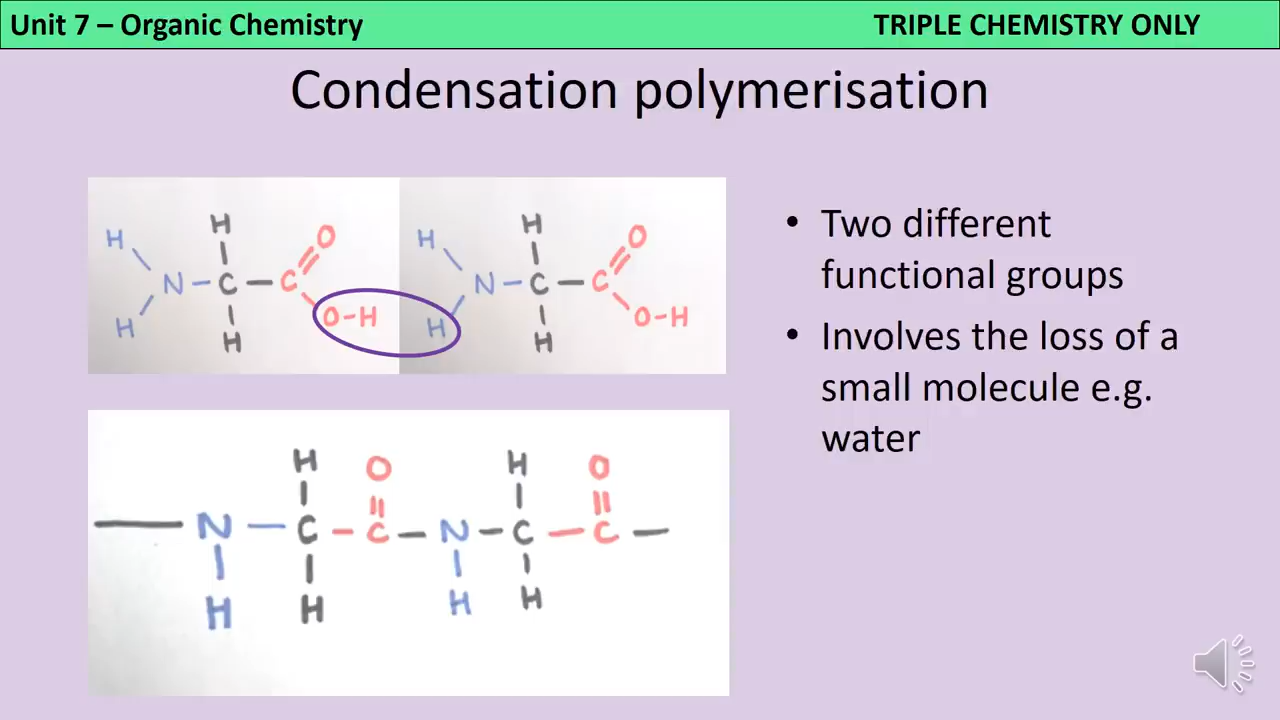 Unit 7 – Organic Chemistry
TRIPLE CHEMISTRY ONLY
Condensation polymerisation
H H O H H O
N C C N C C
H H O-H H H O-H
• Two different
functional groups
• Involves the loss of a
small molecule e.g.
water
H O H O
N C C N C C
H H H H